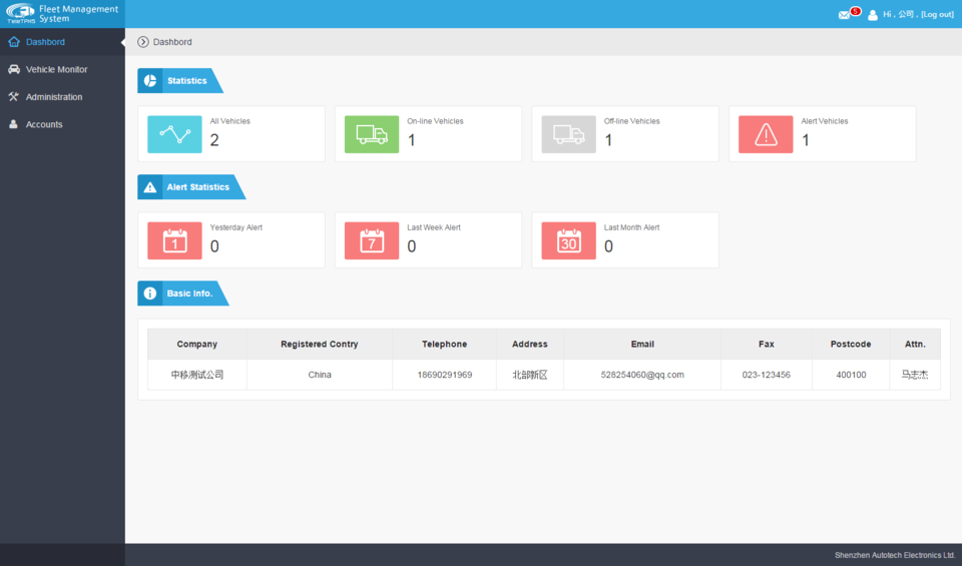 Fleet Management
System
TeleTPMS
5
Hi , 公司 , [Log out]
Dashbord
Vehicle Monitor
Administration
Accounts
Dashbord
Statistics
All Vehicles
2
On-line Vehicles
1
Off-line Vehicles
1
Alert Vehicles
1
Alert Statistics
1
Yesterday Alert
0
7
Last Week Alert
0
30
Last Month Alert
0
Basic Info.
Company Registered Contry Telephone Address Email Fax Postcode Attn.
中移测试公司 China 18690291969 北部新区 528254060@qq.com 023-123456 400100 马志杰
Shenzhen Autotech Electronics Ltd.